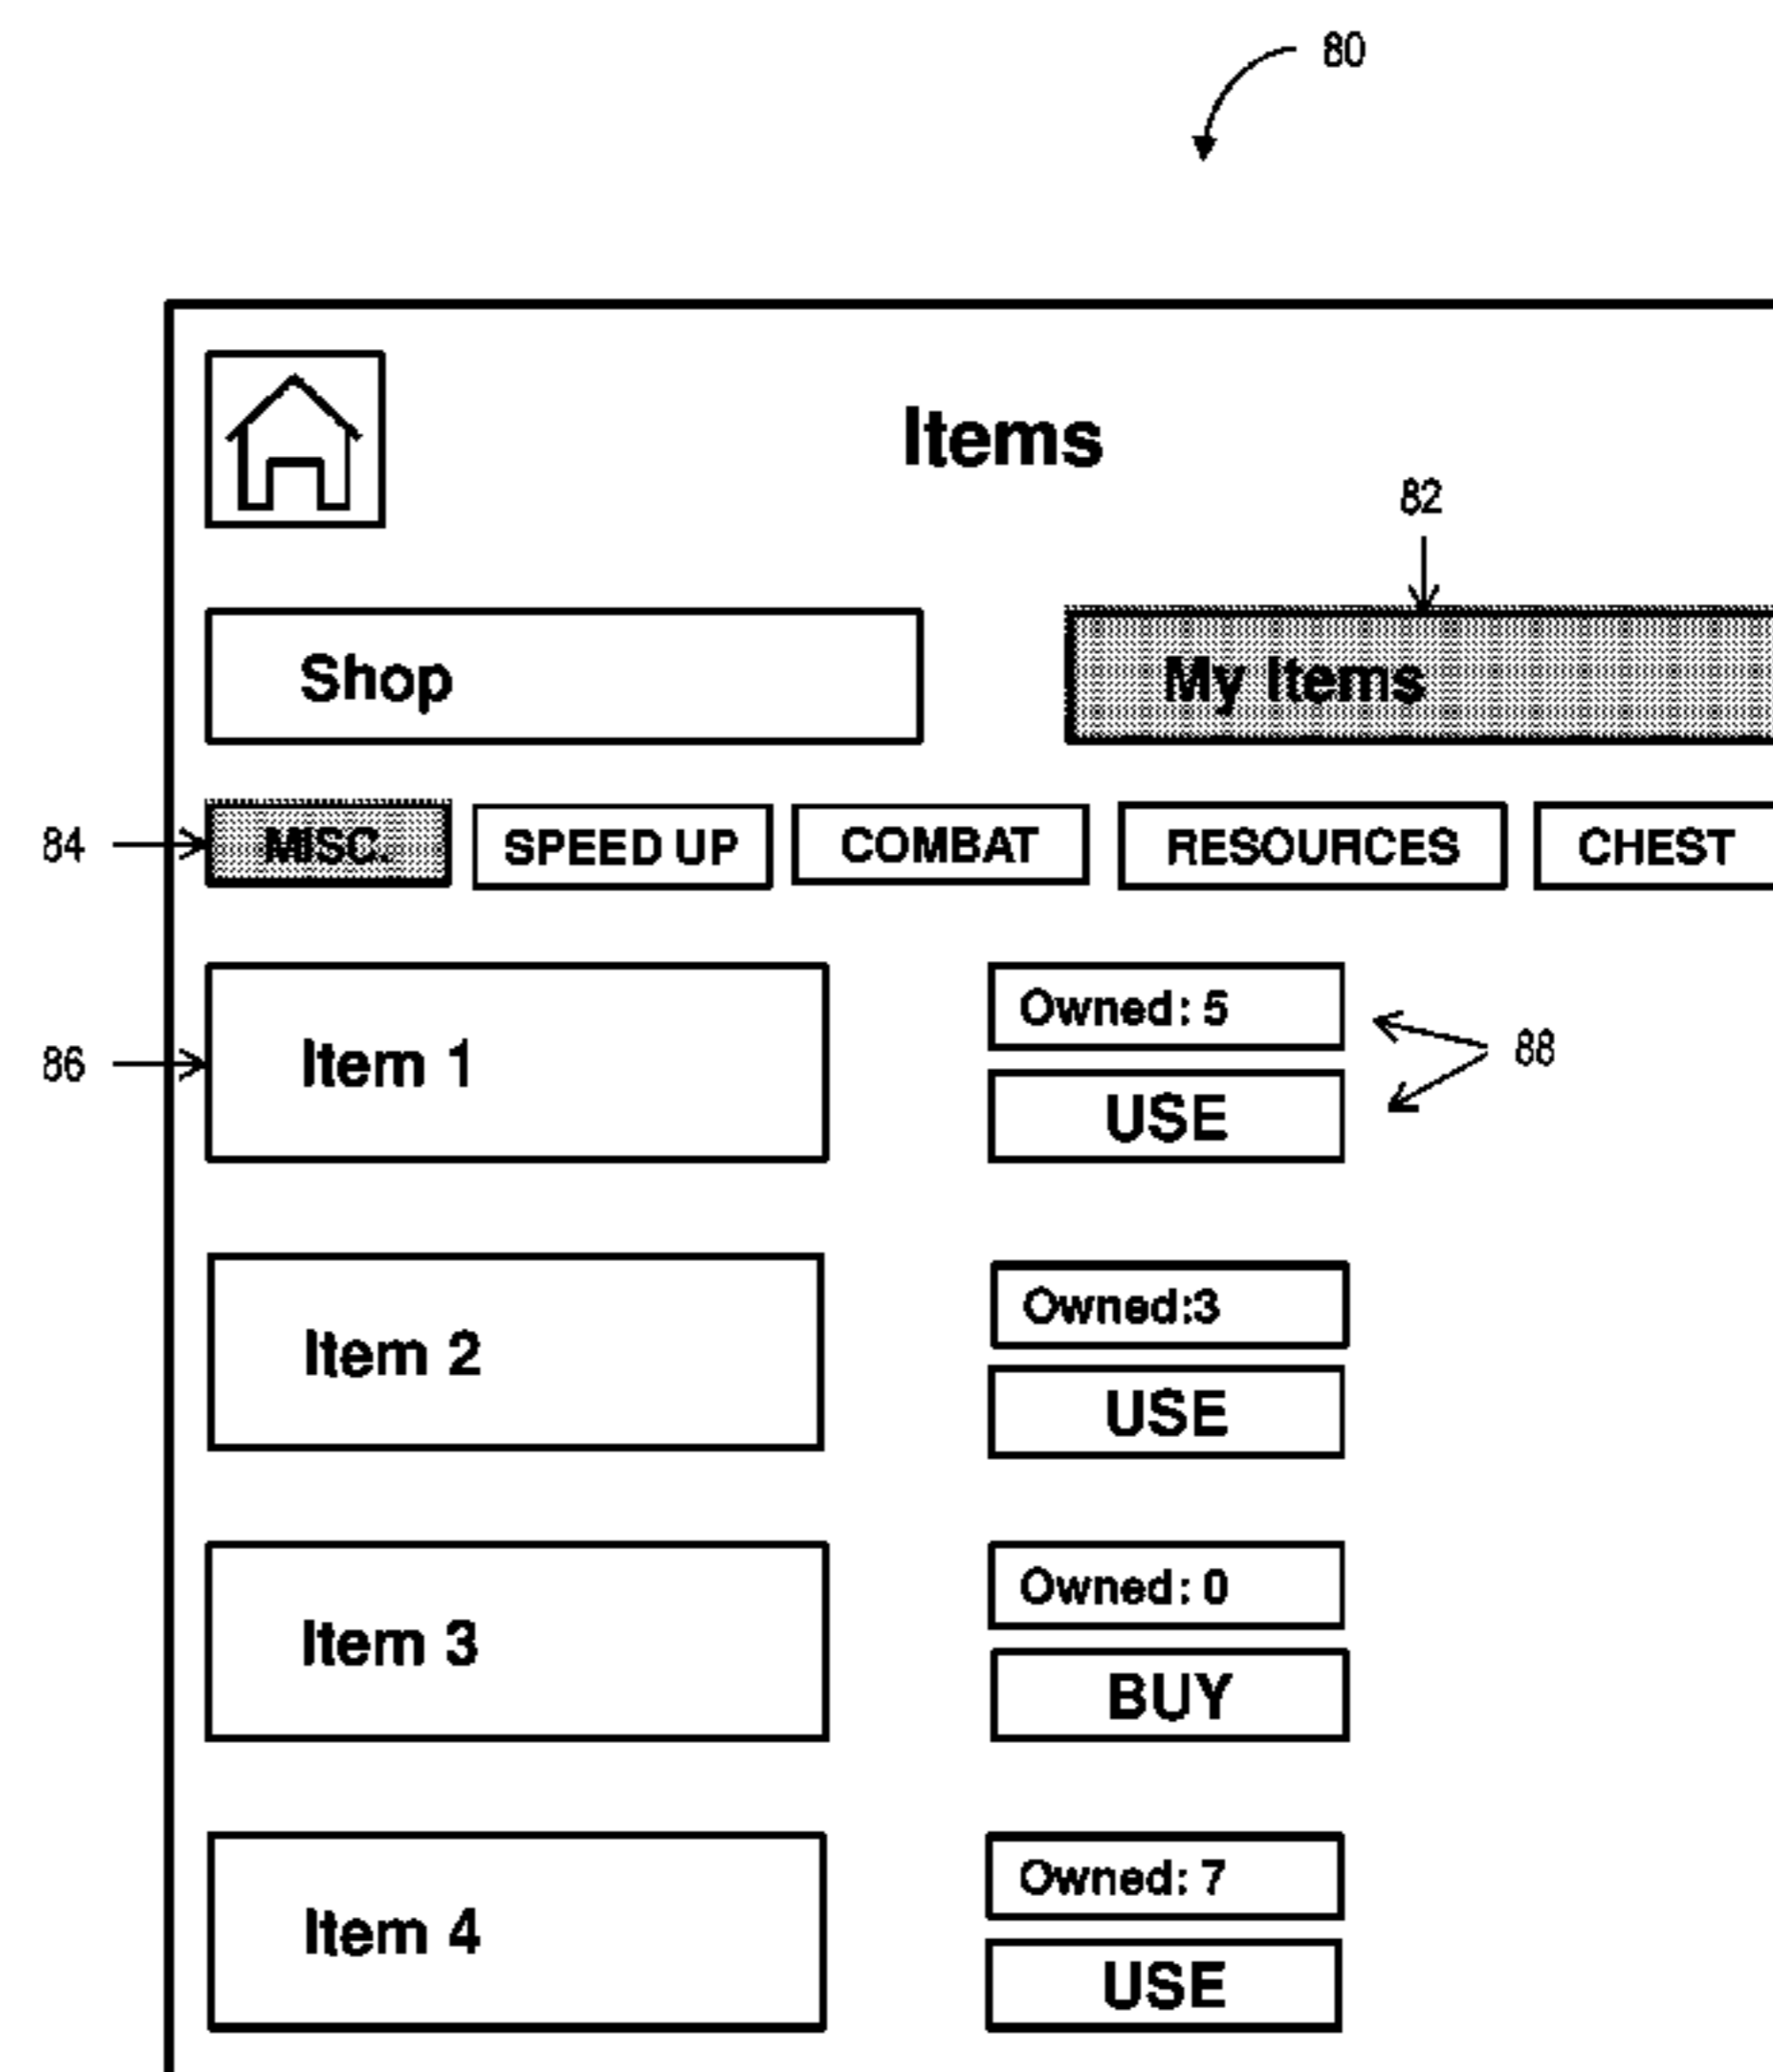 80
Items
82
Shop My Items
84 MISC. SPEED UP COMBAT RESOURCES CHEST
Owned: 5
86 Item 1 88
USE
Owned:3
Item 2
USE
Owned: 0
Item 3
BUY
Owned: 7
Item 4
USE